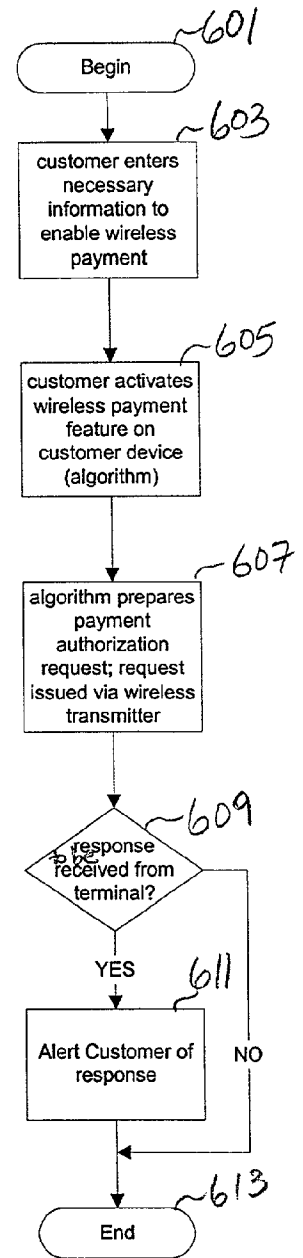 601
Begin
603
customer enters
necessary
information to
enable wireless
payment
605
customer activates
wireless payment
feature on
customer device
(algorithm)
607
algorithm prepares
payment
authorization
request; request
issued via wireless
transmitter
609
response
to be
received from
terminal?
YES
611
Alert Customer of
response
NO
613
End